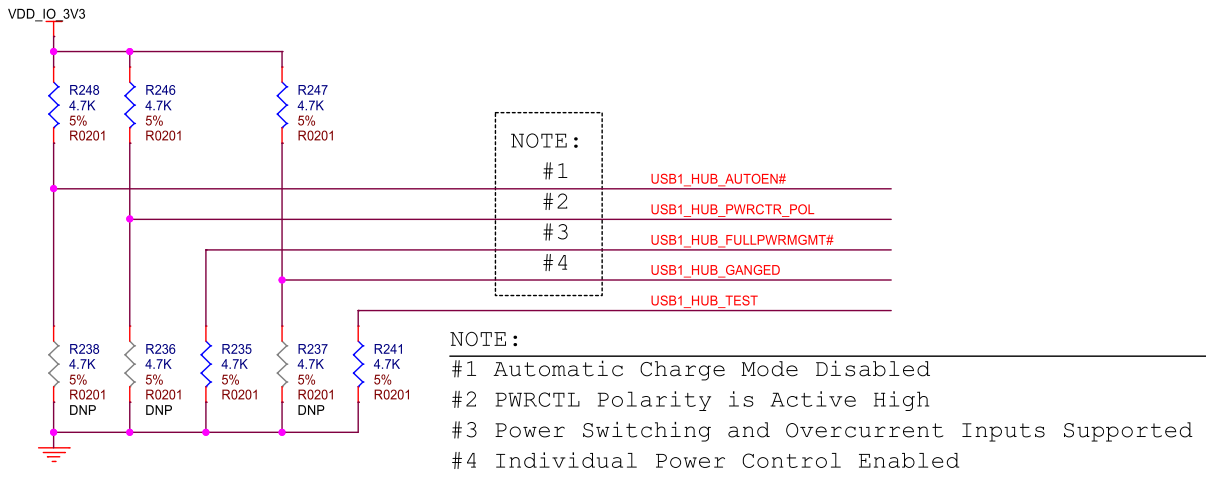 VDD_IO_3V3
R248
4.7K
5%
R0201
R246
4.7K
5%
R0201
R247
4.7K
5%
R0201
NOTE:
#1
#2
#3
#4
USB1_HUB_AUTOEN#
USB1_HUB_PWRCTR_POL
USB1_HUB_FULLPWRMGMT#
USB1_HUB_GANGED
USB1_HUB_TEST
R238
4.7K
5%
R0201
DNP
R236
4.7K
5%
R0201
DNP
R235
4.7K
5%
R0201
R237
4.7K
5%
R0201
DNP
R241
4.7K
5%
R0201
NOTE:
#1 Automatic Charge Mode Disabled
#2 PWRCTL Polarity is Active High
#3 Power Switching and Overcurrent Inputs Supported
#4 Individual Power Control Enabled